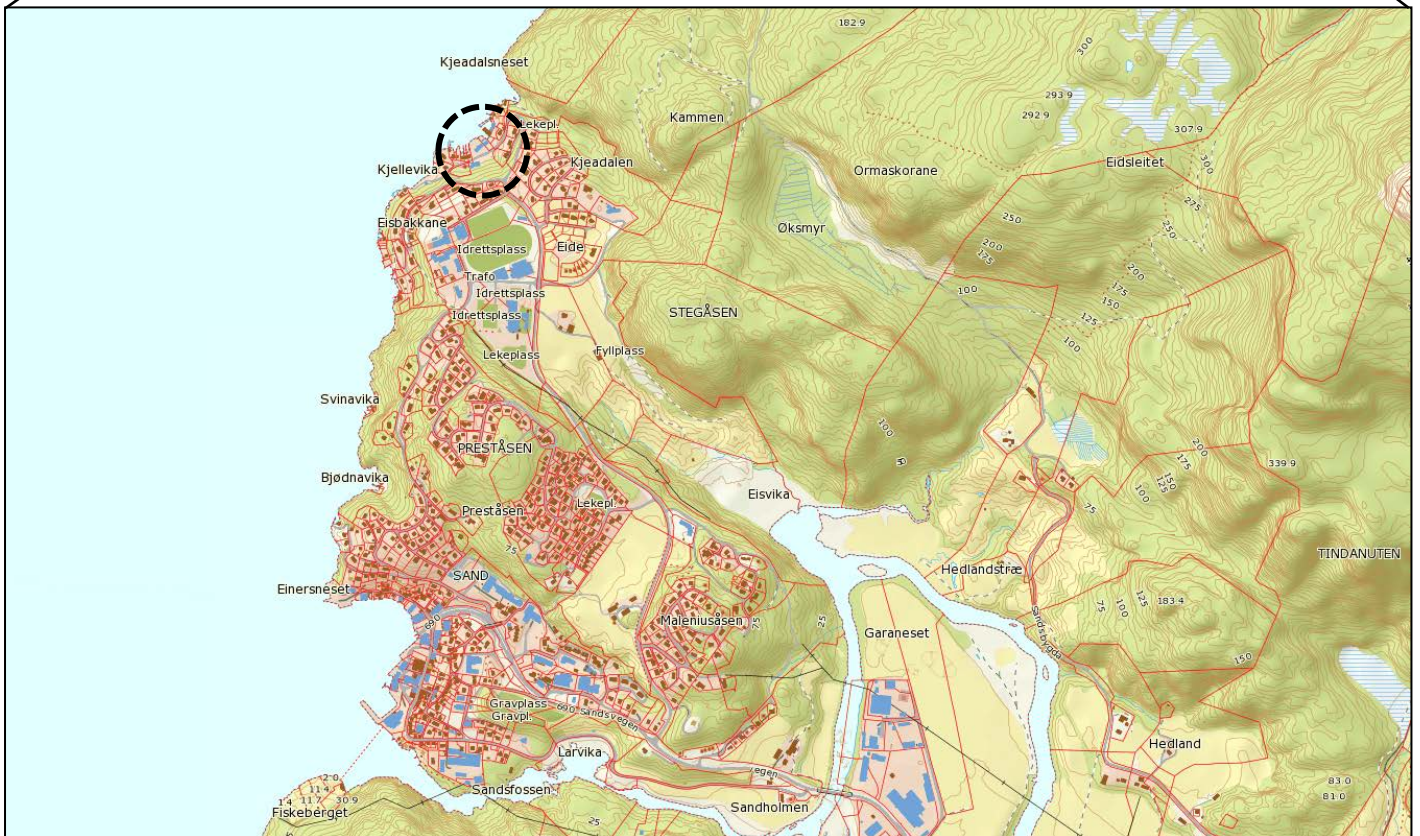 182.9
Kjeadalsneset
300
293.9
Kammen
292.9
Lekepl.
307.9
Kjeadalen
Eidsleitet
300
Kjellevika
Ormaskorane
275
Eisbakkane
250
Øksmyr
250
Idrettsplass
Eide
200
175
Trafo
200
Idrettsplass
100
175
150
Idrettsplass
STEGÅSEN
125
Lekeplass
Fyllplass
100
Svinavika
100
PRESTÅSEN
200
175
339.9
Bjødnavika
150
125
100
Lekepl.
Eisvika
75
Preståsen
75
TINDANUTEN
SAND
Hedlandstræ
Einersneset
125
100
75
183.4
690
Maleniusåsen
75
25
Garaneset
Sandsbygda
150
Gravplass
Gravpl.
690 Sandsvegen
Larvika
Hedland
vegen
2.0
11.4
1.4
11.7
30.9
Sandsfossen
83.0
81.0
Fiskeberget
Sandholmen
25